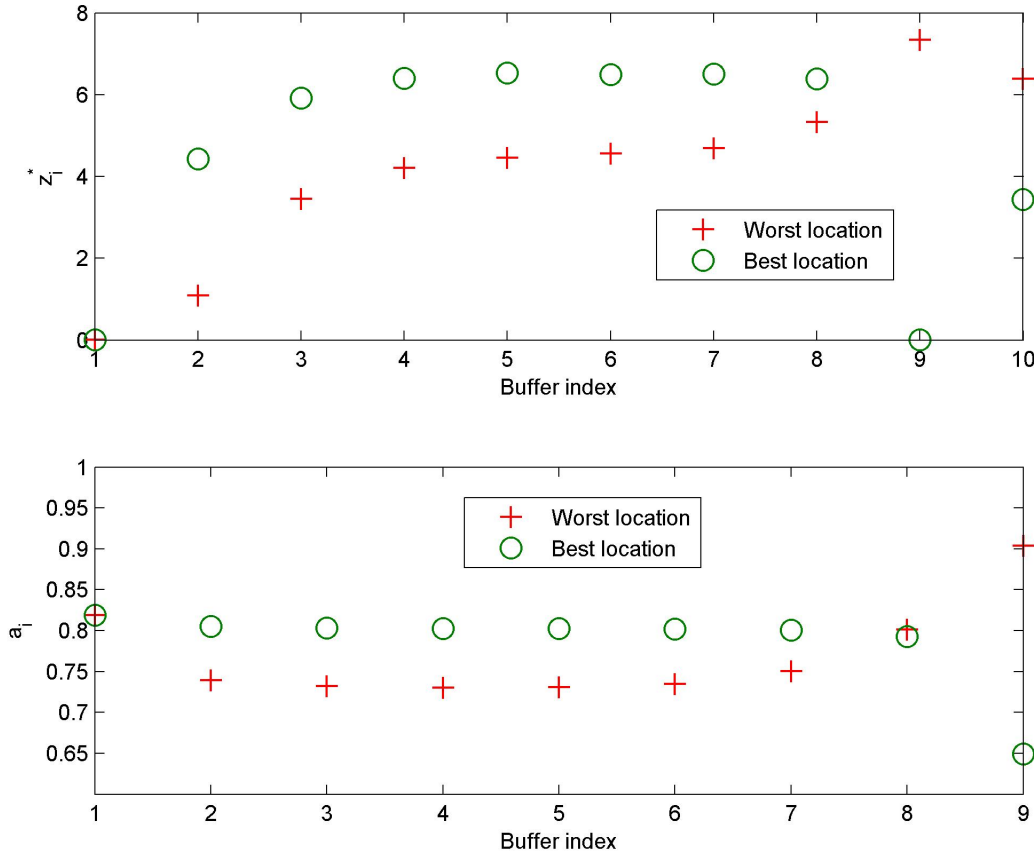 8
6
4
2
0
z_i^*
1 2 3 4 5 6 7 8 9 10
Buffer index
Worst location
Best location
1
0.95
0.9
0.85
0.8
0.75
0.7
0.65
a_i
1 2 3 4 5 6 7 8 9
Buffer index
Worst location
Best location